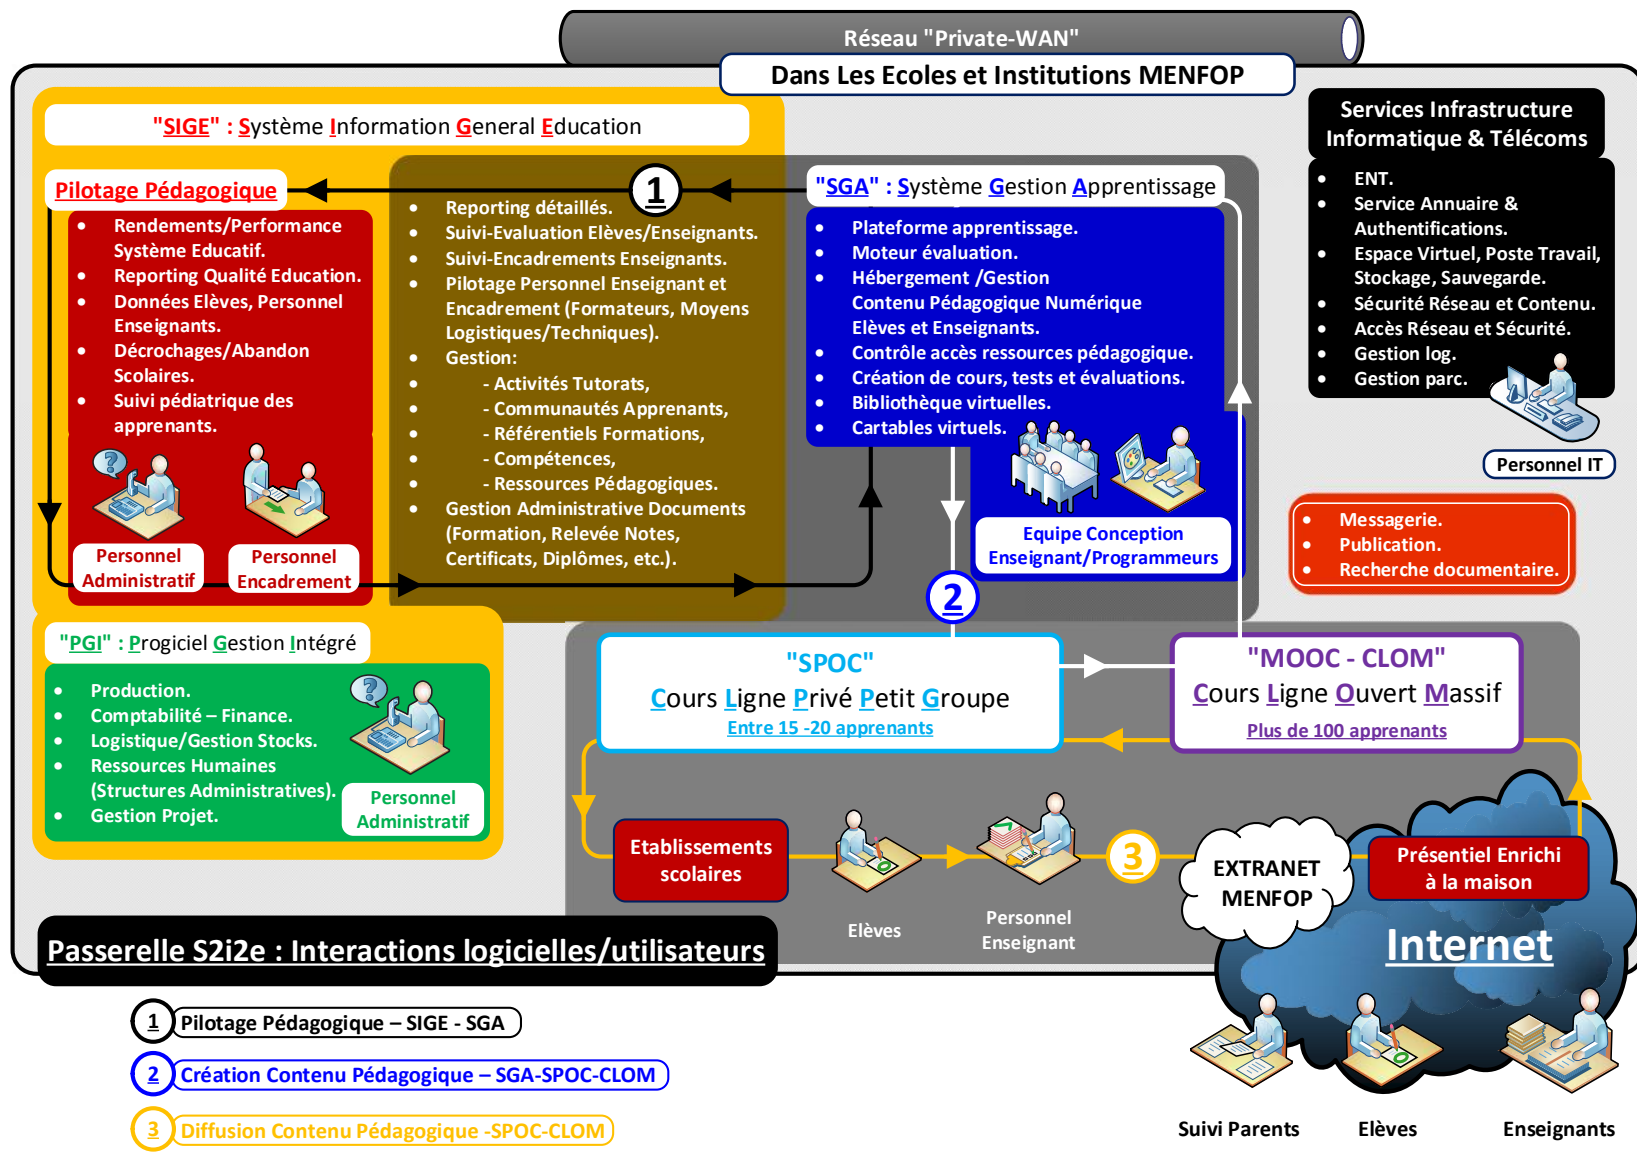 Réseau "Private-WAN"
Dans Les Ecoles et Institutions MENFOP
"SIGE" : Système Information General Education
Pilotage Pédagogique
• Rendements/Performance
Système Educatif.
• Reporting Qualité Education.
• Données Elèves, Personnel
Enseignants.
• Décrochages/Abandon
Scolaires.
• Suivi pédiatrique des
apprenants.
Personnel
Administratif
Personnel
Encadrement
1
• Reporting détaillés.
• Suivi-Evaluation Elèves/Enseignants.
• Suivi-Encadrements Enseignants.
• Pilotage Personnel Enseignant et
Encadrement (Formateurs, Moyens
Logistiques/Techniques).
• Gestion:
• - Activités Tutorats,
• - Communautés Apprenants,
• - Référentiels Formations,
• - Compétences,
• - Ressources Pédagogiques.
• Gestion Administrative Documents
(Formation, Relevée Notes,
Certificats, Diplômes, etc.).
"SGA" : Système Gestion Apprentissage
• Plateforme apprentissage.
• Moteur évaluation.
• Hébergement /Gestion
Contenu Pédagogique Numérique
Elèves et Enseignants.
• Contrôle accès ressources pédagogique.
• Création de cours, tests et évaluations.
• Bibliothèque virtuelles.
• Cartables virtuels.
Equipe Conception
Enseignant/Programmeurs
Services Infrastructure
Informatique & Télécoms
• ENT.
• Service Annuaire &
Authentifications.
• Espace Virtuel, Poste Travail,
Stockage, Sauvegarde.
• Sécurité Réseau et Contenu.
• Accès Réseau et Sécurité.
• Gestion log.
• Gestion parc.
Personnel IT
• Messagerie.
• Publication.
• Recherche documentaire.
2
"PGI" : Progiciel Gestion Intégré
• Production.
• Comptabilité – Finance.
• Logistique/Gestion Stocks.
• Ressources Humaines
(Structures Administratives).
• Gestion Projet.
Personnel
Administratif
"SPOC"
Cours Ligne Privé Petit Groupe
Entre 15 -20 apprenants
"MOOC - CLOM"
Cours Ligne Ouvert Massif
Plus de 100 apprenants
Etablissements
scolaires
Elèves
Personnel
Enseignant
3
EXTRANET
MENFOP
Présentiel Enrichi
à la maison
Internet
Suivi Parents
Elèves
Enseignants
Passerelle S2i2e : Interactions logicielles/utilisateurs
1 Pilotage Pédagogique – SIGE - SGA
2 Création Contenu Pédagogique – SGA-SPOC-CLOM
3 Diffusion Contenu Pédagogique -SPOC-CLOM